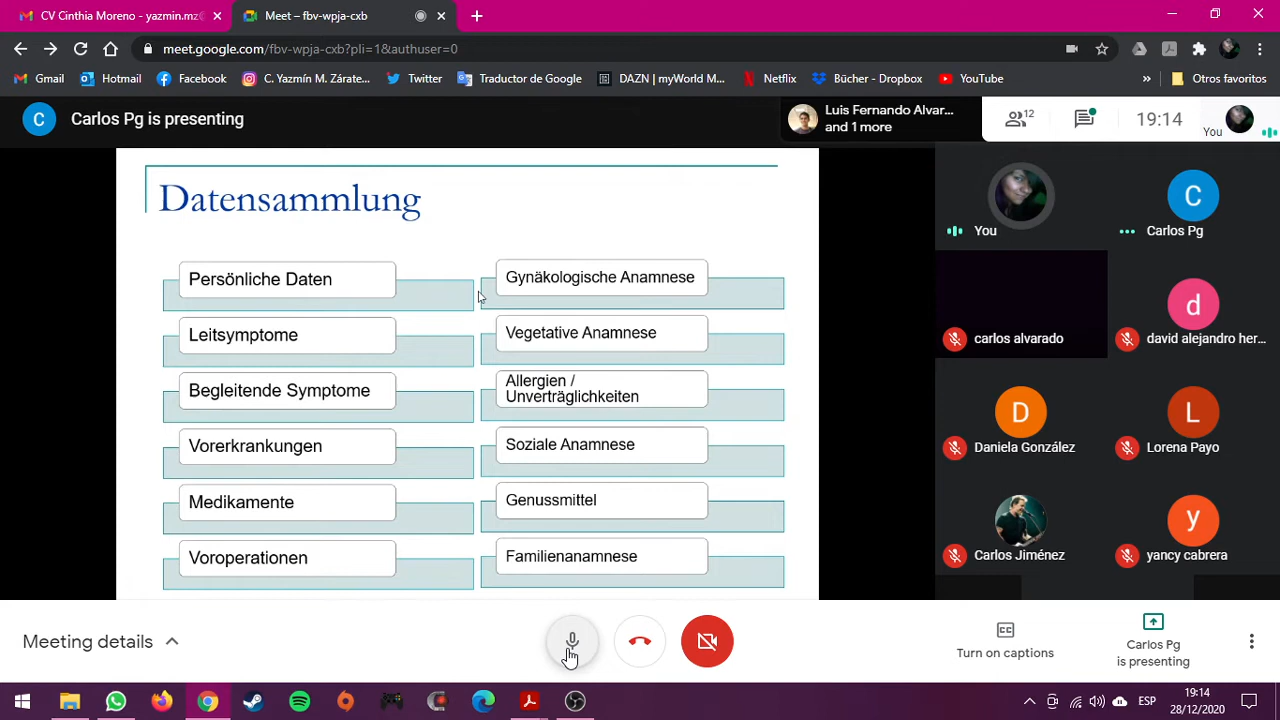 CV Cinthia Moreno - yazmin.mz
Meet – fbv-wpja-cxb
meet.google.com/fbv-wpja-cxb?pli=1&authuser=0
Gmail
Hotmail
Facebook
C. Yazmín M. Zárate...
Twitter
Traductor de Google
DAZN | myWorld M...
Netflix
Bücher - Dropbox
YouTube
»
Otros favoritos
C
Carlos Pg is presenting
Luis Fernando Alvar...
and 1 more
12
19:14
You
Datensammlung
Persönliche Daten
Leitsymptome
Begleitende Symptome
Vorerkrankungen
Medikamente
Voroperationen
Gynäkologische Anamnese
Vegetative Anamnese
Allergien /
Unverträglichkeiten
Soziale Anamnese
Genussmittel
Familienanamnese
You
C
Carlos Pg
carlos alvarado
d
david alejandro her...
D
Daniela González
L
Lorena Payo
Carlos Jiménez
y
yancy cabrera
Meeting details
CC
Turn on captions
Carlos Pg
is presenting
ESP
19:14
28/12/2020